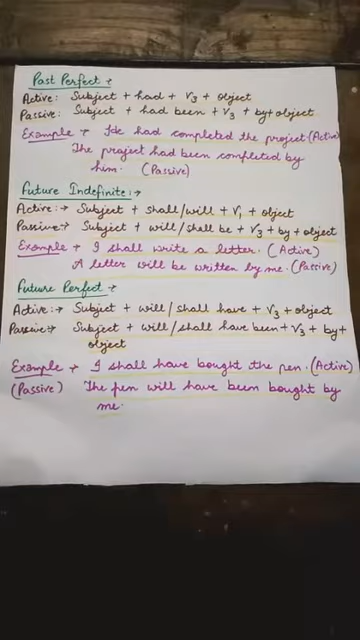 Past Perfect :-
Active: Subject + had + V3 + object
Passive: Subject + had been + V3 + by + object
Example :- He had completed the project (Active)
The project had been completed by
him. (Passive)
Future Indefinite :→
Active :→ Subject + shall/will + V1 + object
Passive :→ Subject + will/shall be + V3 + by + object
Example :- I shall write a letter. (Active)
A letter will be written by me. (Passive)
Future Perfect :-
Active :→ Subject + will/shall have + V3 + object
Passive :→ Subject + will/shall have been + V3 + by +
object
Example :- I shall have bought the pen. (Active)
(Passive) The pen will have been bought by
me.